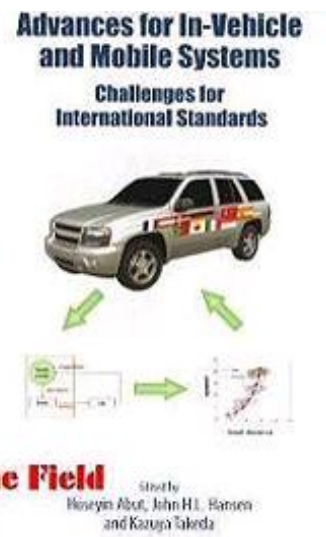 Advances for In-Vehicle
and Mobile Systems
Challenges for
International Standards
e Field
Edited by
Huseyin Abut, John H.L. Hansen
and Kazuya Takeda